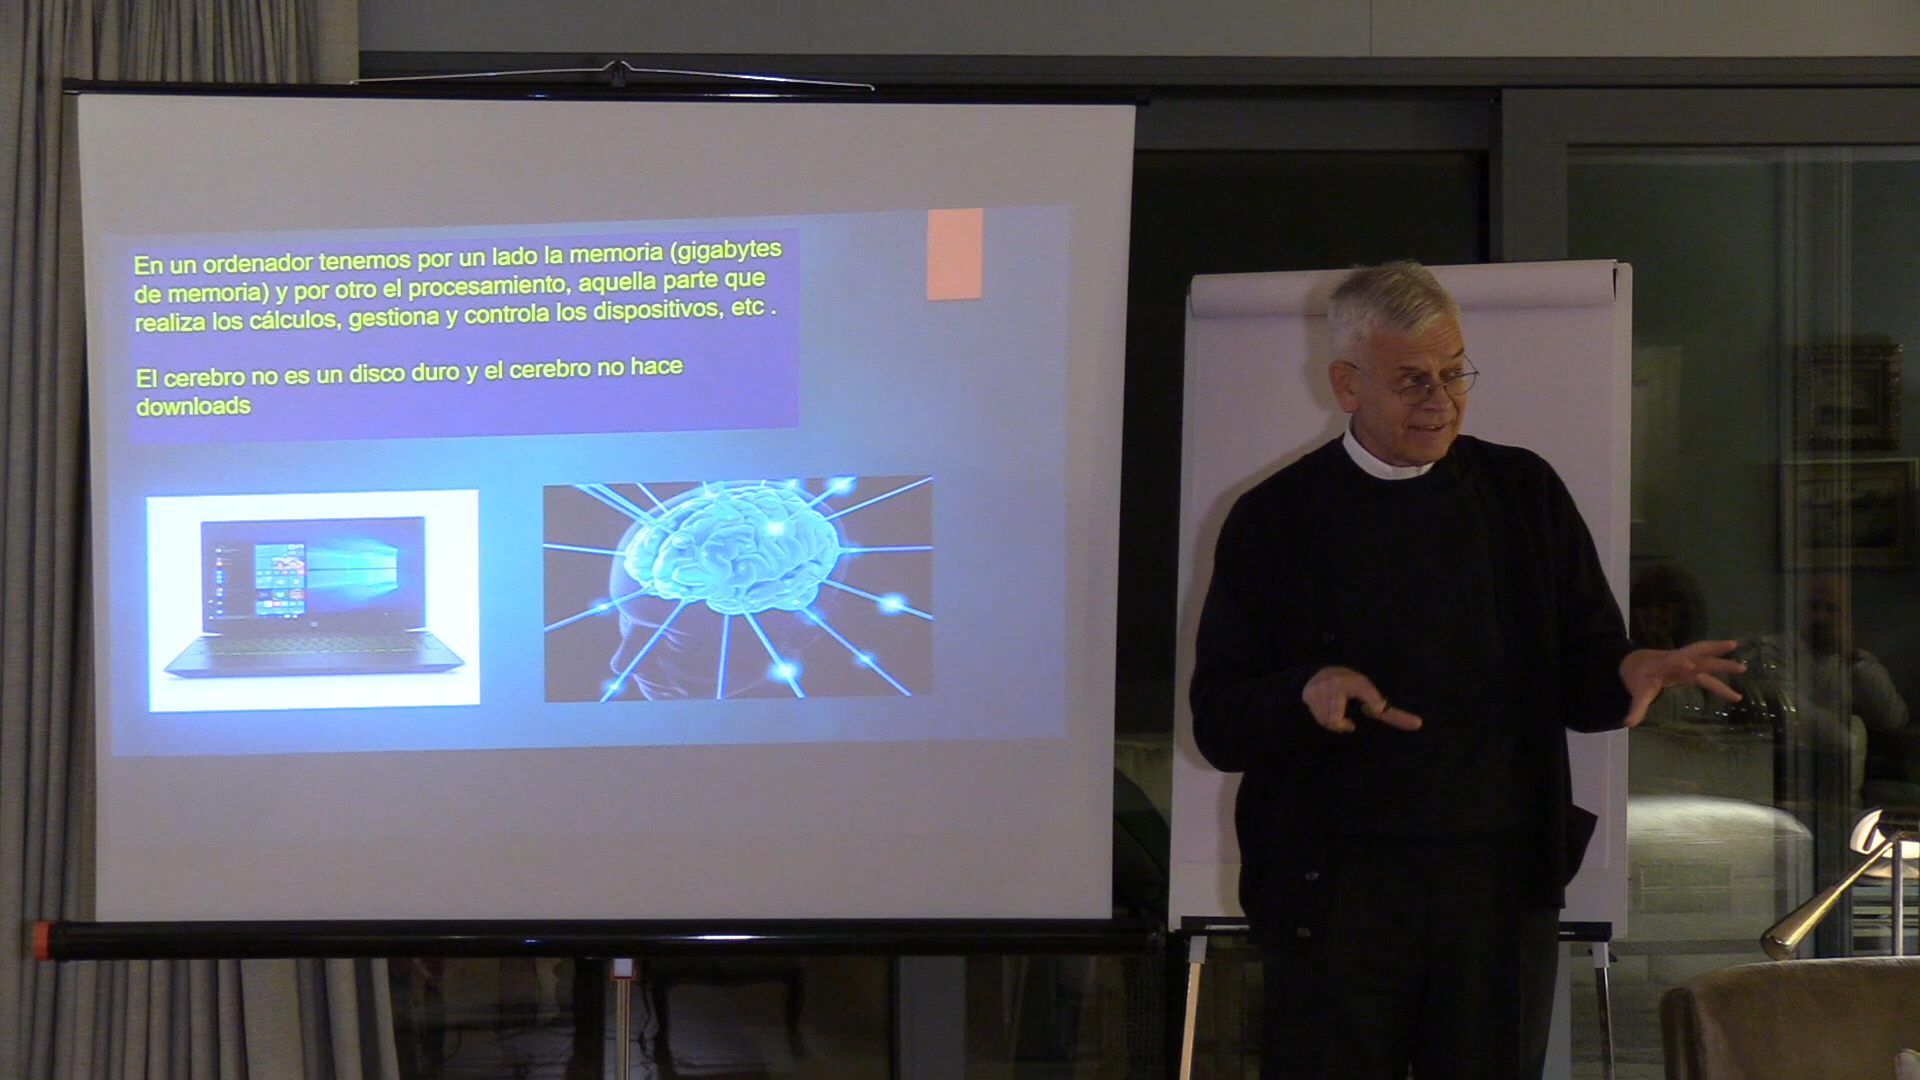 En un ordenador tenemos por un lado la memoria (gigabytes
de memoria) y por otro el procesamiento, aquella parte que
realiza los cálculos, gestiona y controla los dispositivos, etc .
El cerebro no es un disco duro y el cerebro no hace
downloads